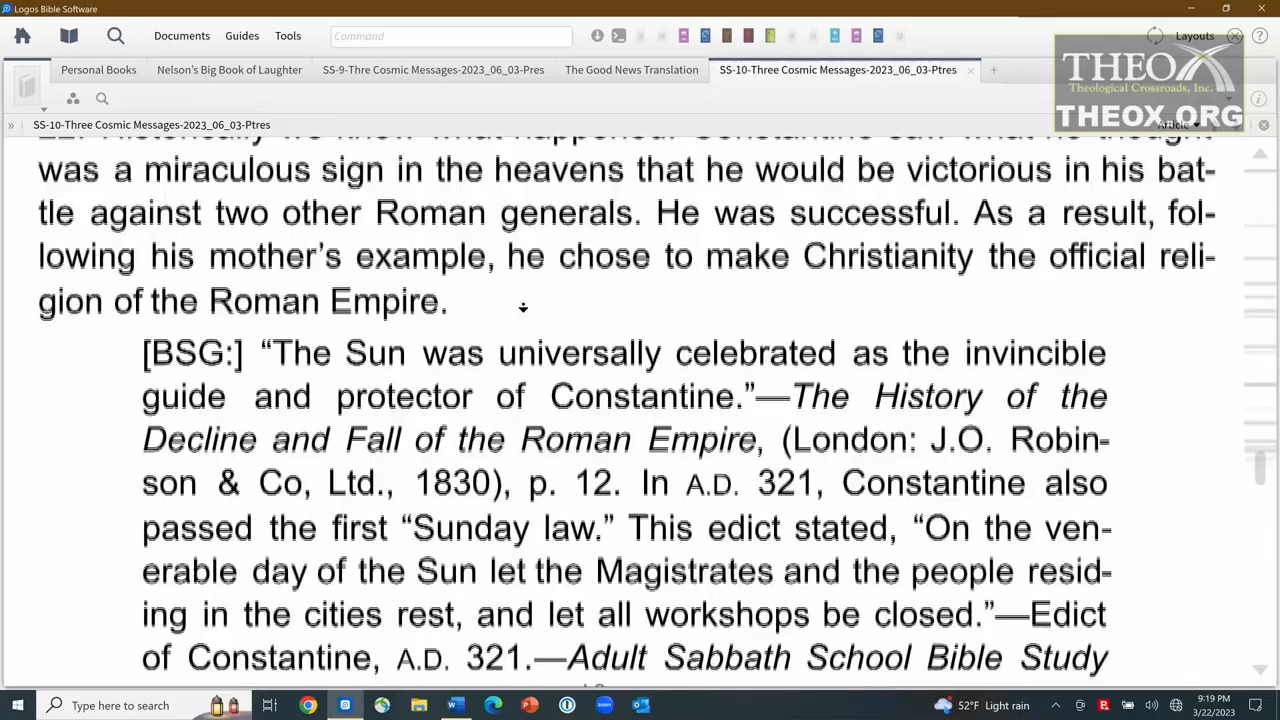 Logos Bible Software
Documents Guides Tools Command Layouts
THEOX
Theological Crossroads, Inc.
THEOX.ORG
Personal Books Nelson's Big Book of Laughter SS-9-Thre Cosmic Messages-2023_06_03-Ptres The Good News Translation SS-10-Three Cosmic Messages-2023_06_03-Ptres
SS-10-Three Cosmic Messages-2023_06_03-Ptres Article
was a miraculous sign in the heavens that he would be victorious in his bat-
tle against two other Roman generals. He was successful. As a result, fol-
lowing his mother's example, he chose to make Christianity the official reli-
gion of the Roman Empire.
[BSG:] “The Sun was universally celebrated as the invincible
guide and protector of Constantine.”—The History of the
Decline and Fall of the Roman Empire, (London: J.O. Robin-
son & Co, Ltd., 1830), p. 12. In A.D. 321, Constantine also
passed the first “Sunday law.” This edict stated, “On the ven-
erable day of the Sun let the Magistrates and the people resid-
ing in the cities rest, and let all workshops be closed.”—Edict
of Constantine, A.D. 321.—Adult Sabbath School Bible Study
Type here to search
52°F Light rain
9:19 PM
3/22/2023